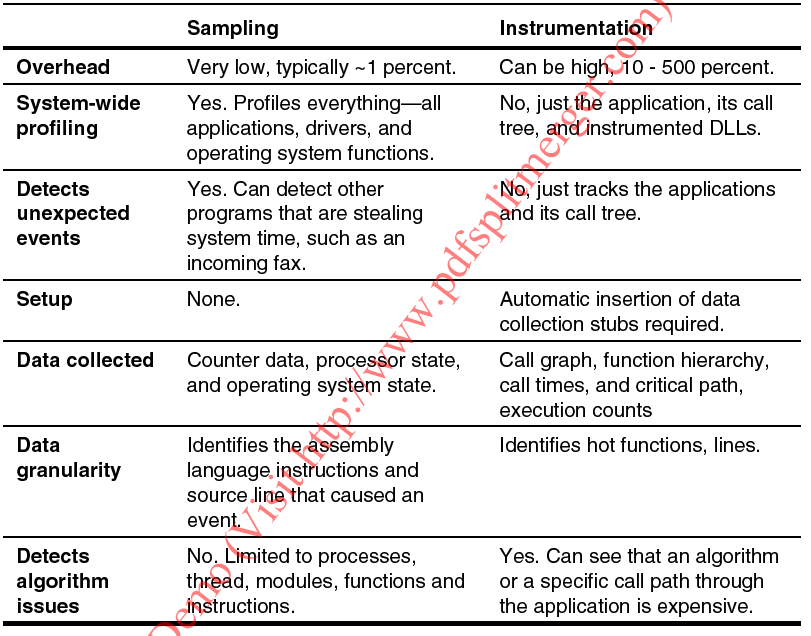 Sampling Instrumentation
Overhead Very low, typically ~1 percent. Can be high, 10 - 500 percent.
System-wide Yes. Profiles everything—all No, just the application, its call
profiling applications, drivers, and tree, and instrumented DLLs.
operating system functions.
Detects Yes. Can detect other No, just tracks the applications
unexpected programs that are stealing and its call tree.
events system time, such as an
incoming fax.
Setup None. Automatic insertion of data
collection stubs required.
Data collected Counter data, processor state, Call graph, function hierarchy,
and operating system state. call times, and critical path,
execution counts
Data Identifies the assembly Identifies hot functions, lines.
granularity language instructions and
source line that caused an
event.
Detects No. Limited to processes, Yes. Can see that an algorithm
algorithm thread, modules, functions and or a specific call path through
issues instructions. the application is expensive.
Demo (Visit http://www.pdfsplitmerger.com)